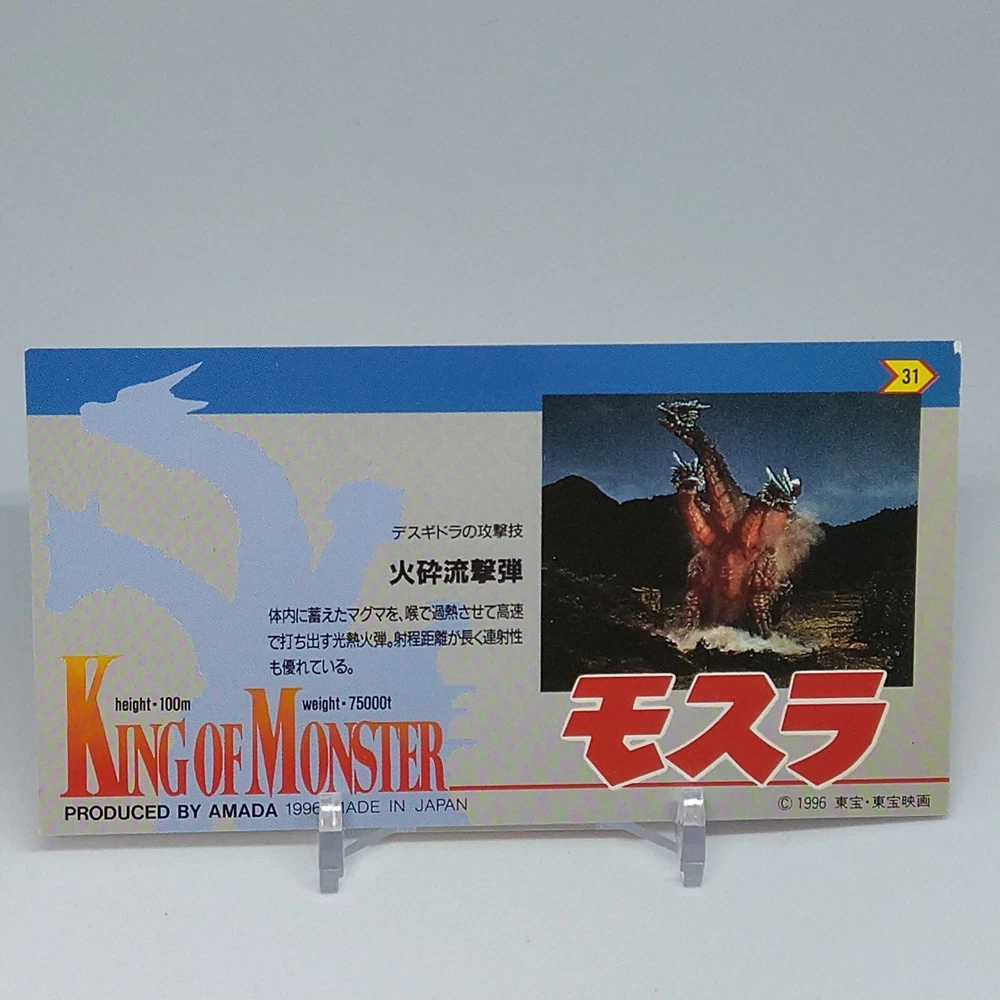 31
デスギドラの攻撃技
火砕流撃弾
体内に蓄えたマグマを、喉で過熱させて高速
で打ち出す光熱火弾。射程距離が長く連射性
も優れている。
height・100m weight・75000t
KING OF MONSTER
モスラ
PRODUCED BY AMADA 1996 MADE IN JAPAN
© 1996 東宝・東宝映画